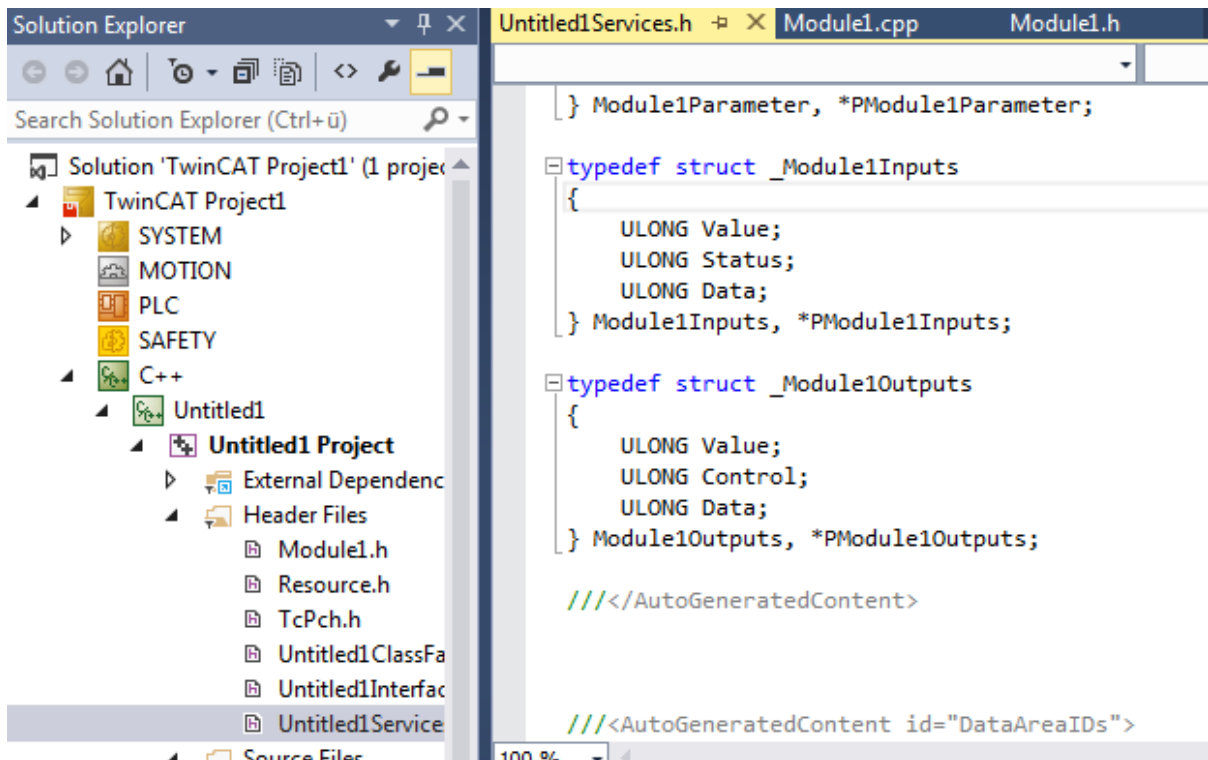 Solution Explorer
Search Solution Explorer (Ctrl+ü)
Solution 'TwinCAT Project1' (1 projec
TwinCAT Project1
SYSTEM
MOTION
PLC
SAFETY
C++
Untitled1
Untitled1 Project
External Dependenc
Header Files
Module1.h
Resource.h
TcPch.h
Untitled1ClassFa
Untitled1Interfac
Untitled1Service
Source Files
Untitled1Services.h Module1.cpp Module1.h
} Module1Parameter, *PModule1Parameter;
typedef struct _Module1Inputs
{
ULONG Value;
ULONG Status;
ULONG Data;
} Module1Inputs, *PModule1Inputs;
typedef struct _Module1Outputs
{
ULONG Value;
ULONG Control;
ULONG Data;
} Module1Outputs, *PModule1Outputs;
///</AutoGeneratedContent>
///<AutoGeneratedContent id="DataAreaIDs">
100 %